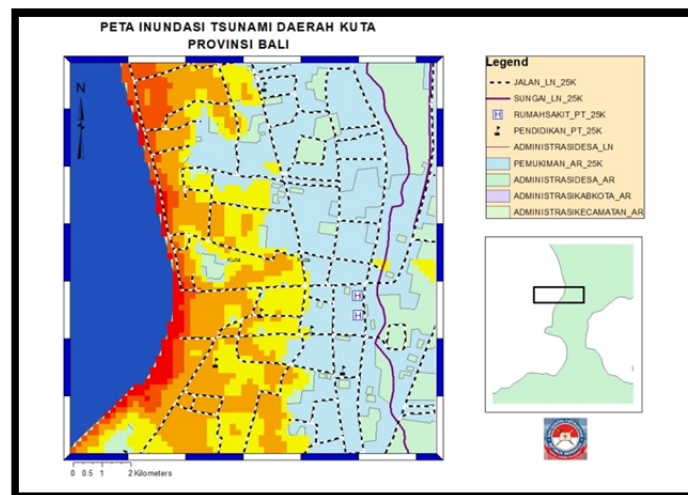 PETA INUNDASI TSUNAMI DAERAH KUTA
PROVINSI BALI
N
Kuta
0 0.5 1 2 Kilometers
Legend
JALAN_LN_25K
SUNGAI_LN_25K
H RUMAHSAKIT_PT_25K
PENDIDIKAN_PT_25K
ADMINISTRASIDESA_LN
PEMUKIMAN_AR_25K
ADMINISTRASIDESA_AR
ADMINISTRASIKABKOTA_AR
ADMINISTRASIKECAMATAN_AR
H
H